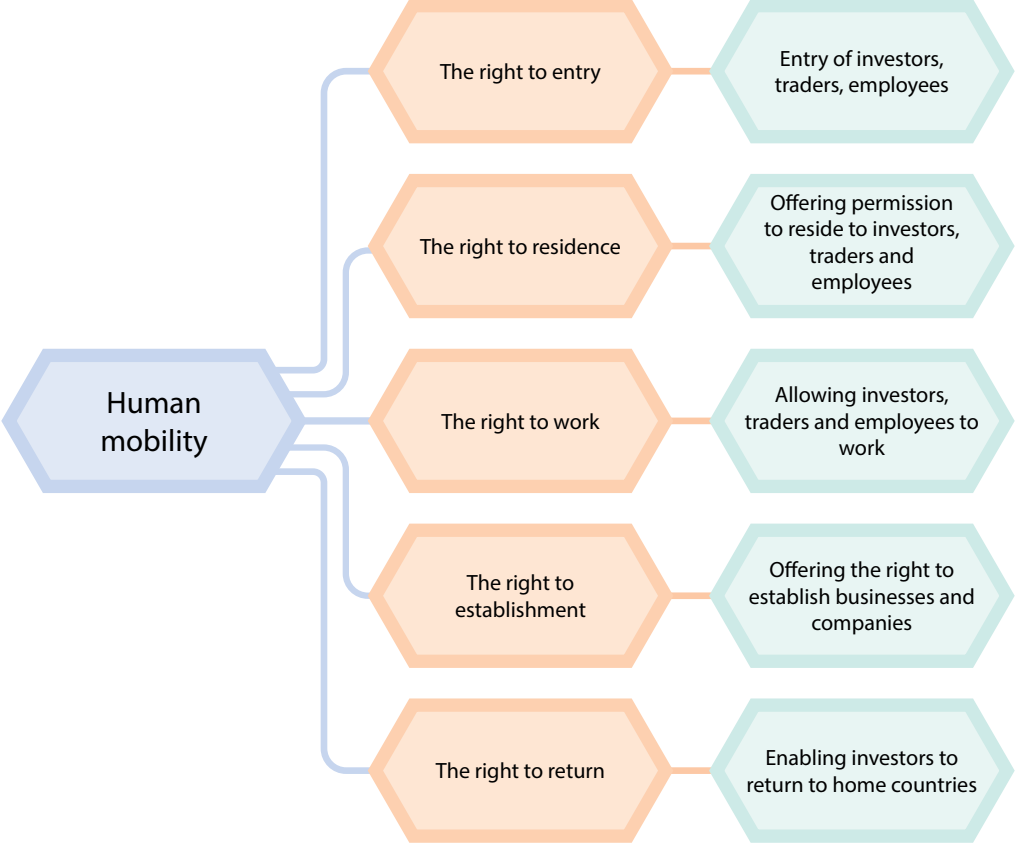 The right to entry
Entry of investors,
traders, employees
The right to residence
Offering permission
to reside to investors,
traders and
employees
Human
mobility
The right to work
Allowing investors,
traders and employees to
work
The right to
establishment
Offering the right to
establish businesses and
companies
The right to return
Enabling investors to
return to home countries